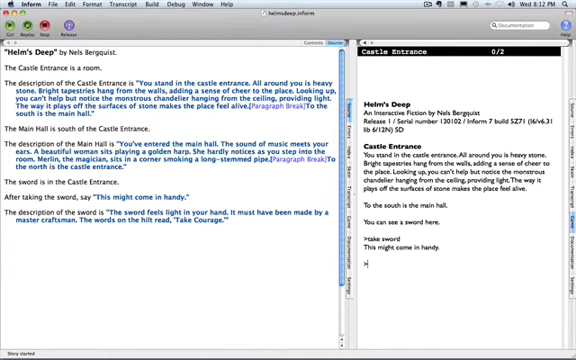 Inform File Edit Format Transcript Build Debug Window Help
Wed 8:12 PM
helmsdeep.inform
Go! Replay Stop Release
Documentation
Help
Contents Source
"Helm's Deep" by Nels Bergquist.
The Castle Entrance is a room.
The description of the Castle Entrance is "You stand in the castle entrance. All around you is heavy
stone. Bright tapestries hang from the walls, adding a sense of cheer to the place. Looking up,
you can't help but notice the monstrous chandelier hanging from the ceiling, providing light.
The way it plays off the surfaces of stone makes the place feel alive.[Paragraph Break]To the
south is the main hall."
The Main Hall is south of the Castle Entrance.
The description of the Main Hall is "You've entered the main hall. The sound of music meets your
ears. A beautiful woman sits playing a golden harp. She hardly notices as you step into the
room. Merlin, the magician, sits in a corner smoking a long-stemmed pipe.[Paragraph Break]To
the north is the castle entrance."
The sword is in the Castle Entrance.
After taking the sword, say "This might come in handy."
The description of the sword is "The sword feels light in your hand. It must have been made by a
master craftsman. The words on the hilt read, 'Take Courage.'"
Source
Errors
Index
Skein
Transcript
Game
Documentation
Settings
Castle Entrance 0/2
Helm's Deep
An Interactive Fiction by Nels Bergquist
Release 1 / Serial number 130102 / Inform 7 build 5Z71 (I6/v6.31
lib 6/12N) SD
Castle Entrance
You stand in the castle entrance. All around you is heavy stone.
Bright tapestries hang from the walls, adding a sense of cheer to
the place. Looking up, you can't help but notice the monstrous
chandelier hanging from the ceiling, providing light. The way it
plays off the surfaces of stone makes the place feel alive.
To the south is the main hall.
You can see a sword here.
>take sword
This might come in handy.
>
Source
Errors
Index
Skein
Transcript
Game
Documentation
Settings
Story started